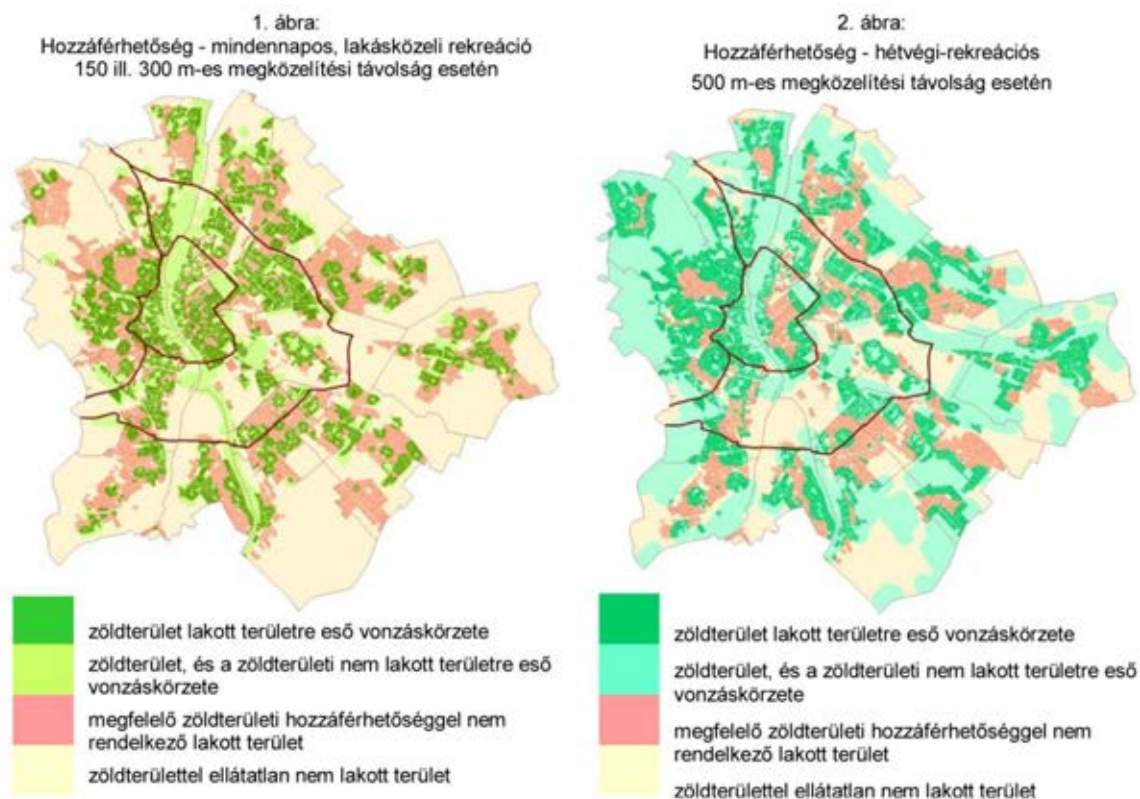 1. ábra:
Hozzáférhetőség - mindennapos, lakásközeli rekreáció
150 ill. 300 m-es megközelítési távolság esetén
zöldterület lakott területre eső vonzáskörzete
zöldterület, és a zöldterületi nem lakott területre eső
vonzáskörzete
megfelelő zöldterületi hozzáférhetőséggel nem
rendelkező lakott terület
zöldterülettel ellátatlan nem lakott terület
2. ábra:
Hozzáférhetőség - hétvégi-rekreációs
500 m-es megközelítési távolság esetén
zöldterület lakott területre eső vonzáskörzete
zöldterület, és a zöldterületi nem lakott területre eső
vonzáskörzete
megfelelő zöldterületi hozzáférhetőséggel nem
rendelkező lakott terület
zöldterülettel ellátatlan nem lakott terület